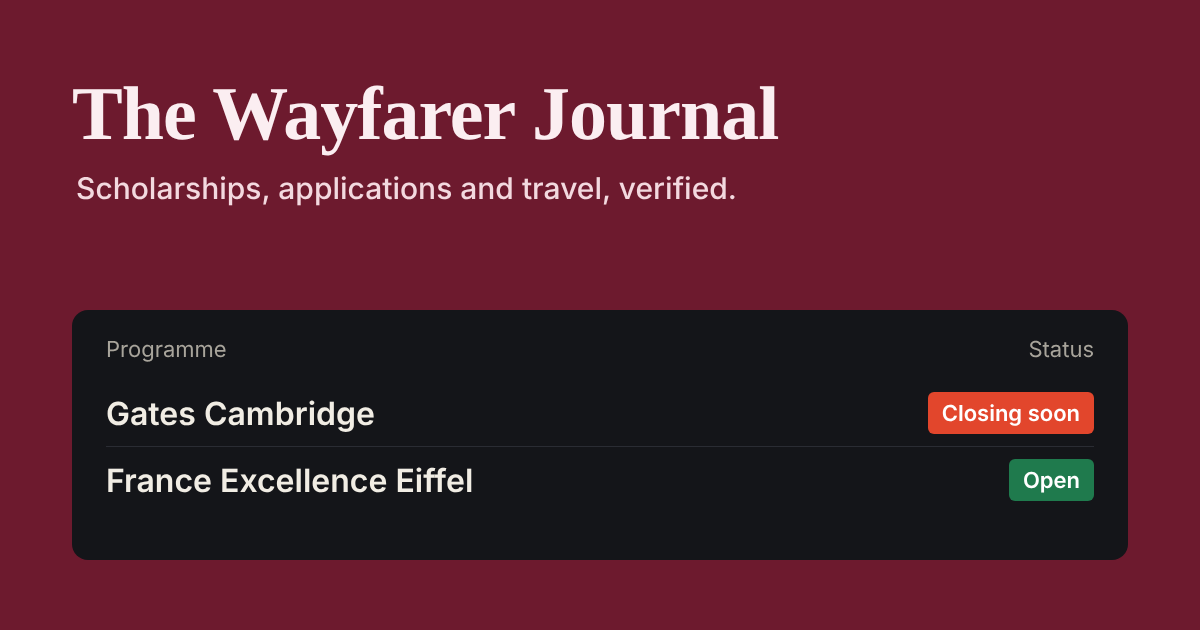 The Wayfarer Journal
Scholarships, applications and travel, verified.
Programme Status
Gates Cambridge Closing soon
France Excellence Eiffel Open